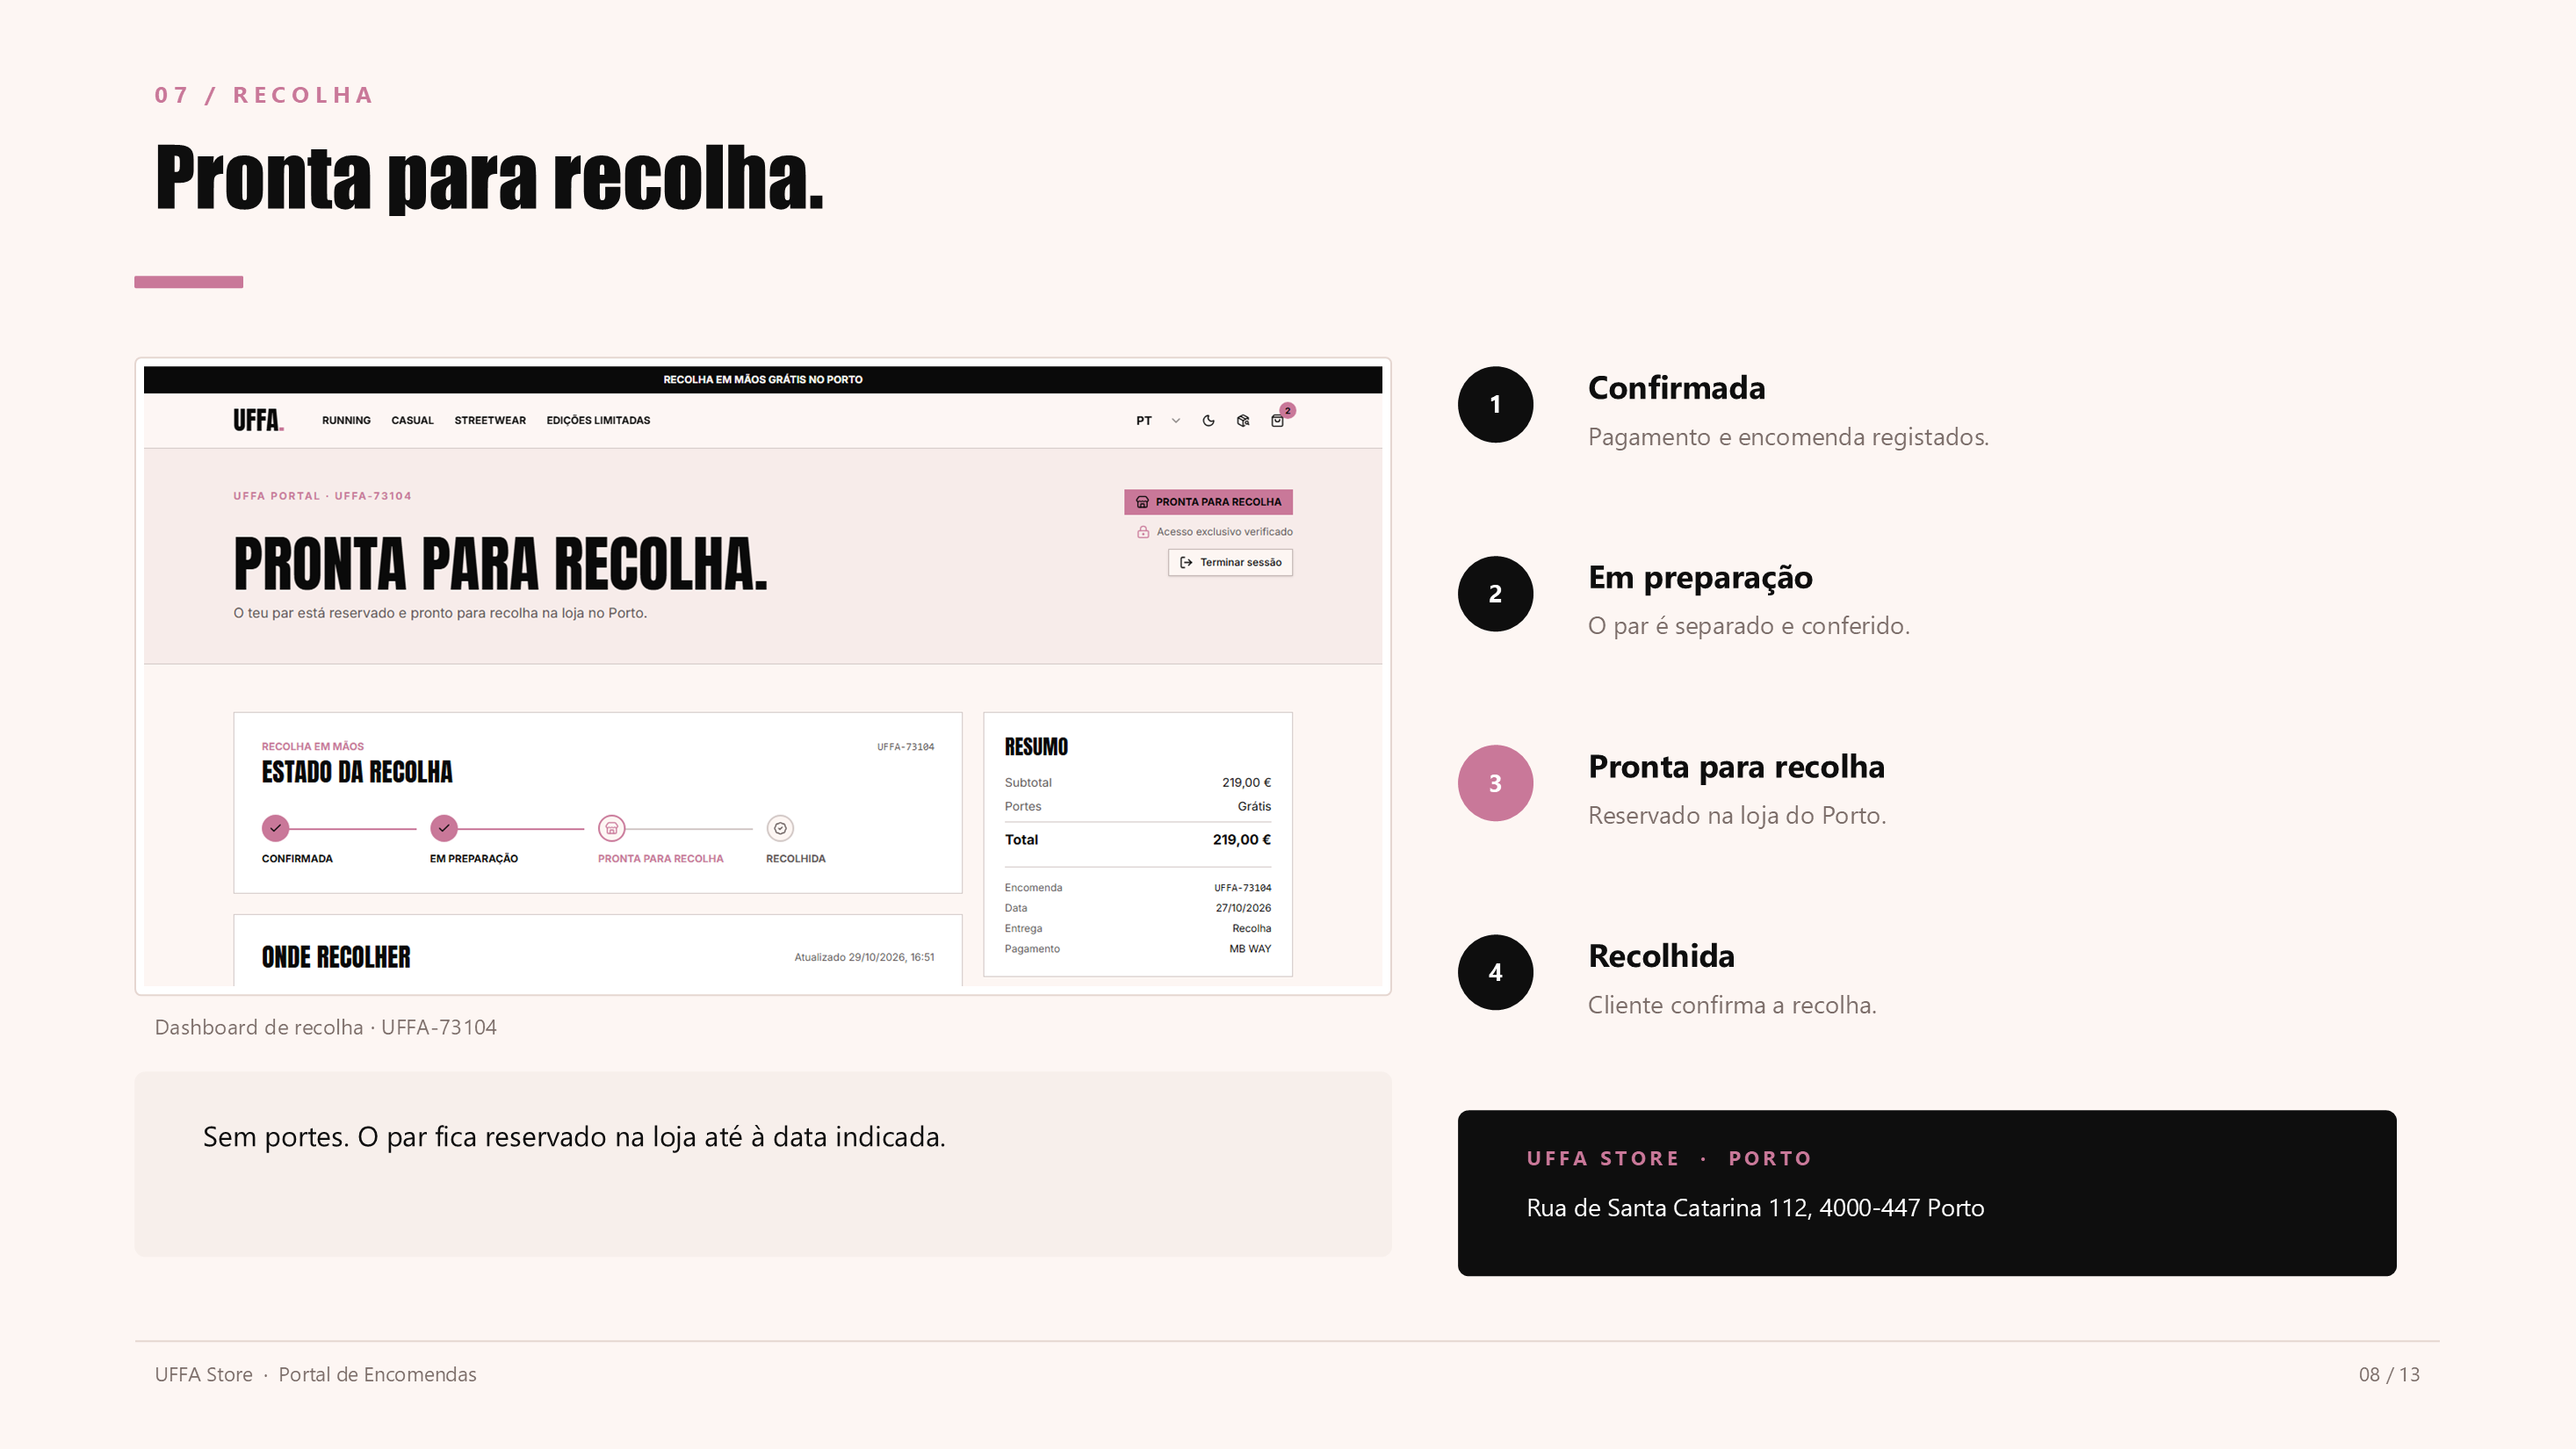 07 / RECOLHA
Pronta para recolha.
RECOLHA EM MÃOS GRÁTIS NO PORTO
UFFA. RUNNING CASUAL STREETWEAR EDIÇÕES LIMITADAS PT 2
UFFA PORTAL · UFFA-73104
PRONTA PARA RECOLHA
Acesso exclusivo verificado
Terminar sessão
PRONTA PARA RECOLHA.
O teu par está reservado e pronto para recolha na loja no Porto.
RECOLHA EM MÃOS UFFA-73104
ESTADO DA RECOLHA
CONFIRMADA EM PREPARAÇÃO PRONTA PARA RECOLHA RECOLHIDA
ONDE RECOLHER Atualizado 29/10/2026, 16:51
RESUMO
Subtotal 219,00 €
Portes Grátis
Total 219,00 €
Encomenda UFFA-73104
Data 27/10/2026
Entrega Recolha
Pagamento MB WAY
Dashboard de recolha · UFFA-73104
Sem portes. O par fica reservado na loja até à data indicada.
1 Confirmada
Pagamento e encomenda registados.
2 Em preparação
O par é separado e conferido.
3 Pronta para recolha
Reservado na loja do Porto.
4 Recolhida
Cliente confirma a recolha.
UFFA STORE · PORTO
Rua de Santa Catarina 112, 4000-447 Porto
UFFA Store · Portal de Encomendas 08 / 13